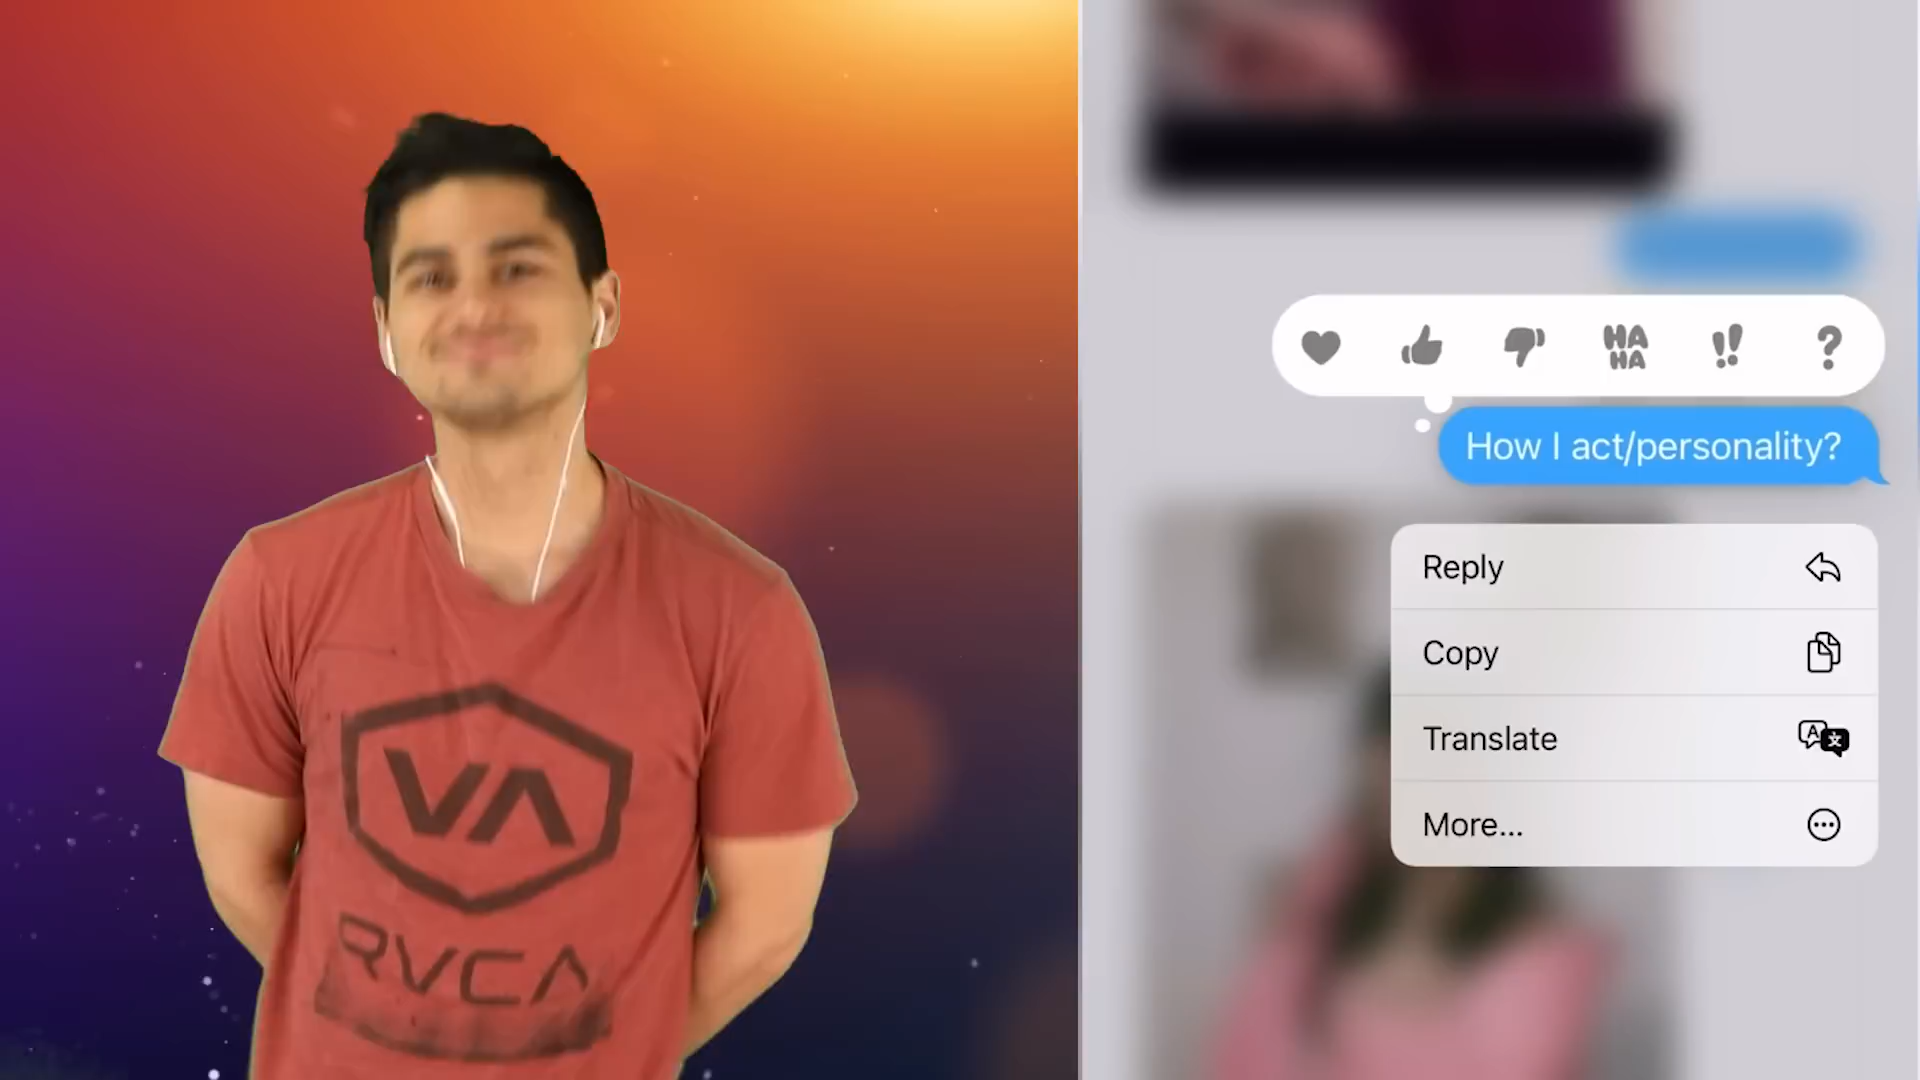 VA
RVCA
HA
HA
!!
?
How I act/personality?
Reply
Copy
Translate
More...